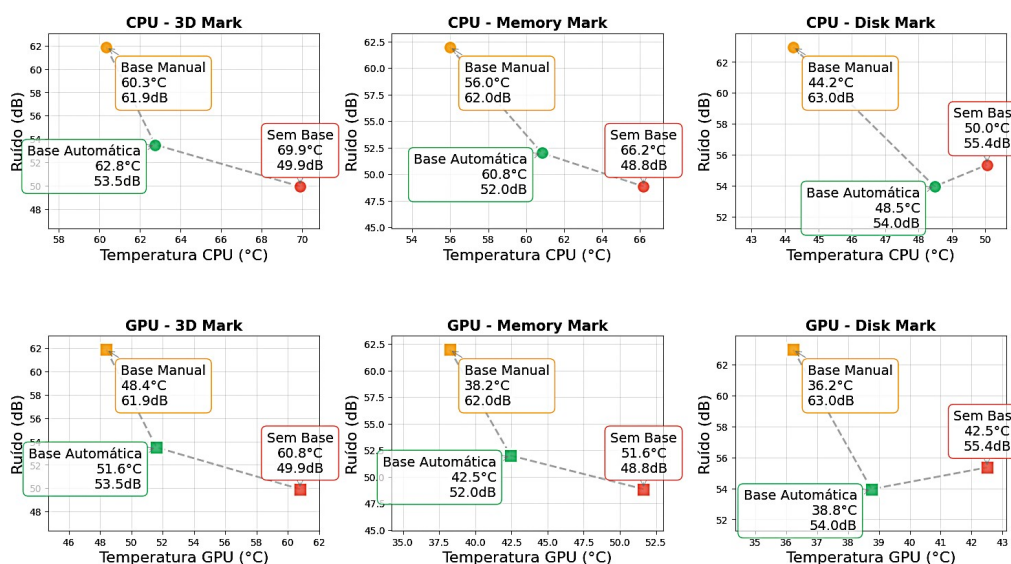 CPU - 3D Mark
Ruído (dB)
62
60
58
56
54
52
50
48
Base Manual
60.3°C
61.9dB
Base Automática
62.8°C
53.5dB
Sem Base
69.9°C
49.9dB
58 60 62 64 66 68 70
Temperatura CPU (°C)
CPU - Memory Mark
Ruído (dB)
62.5
60.0
57.5
55.0
52.5
50.0
47.5
45.0
Base Manual
56.0°C
62.0dB
Base Automática
60.8°C
52.0dB
Sem Base
66.2°C
48.8dB
54 56 58 60 62 64 66
Temperatura CPU (°C)
CPU - Disk Mark
Ruído (dB)
62
60
58
56
54
52
Base Manual
44.2°C
63.0dB
Base Automática
48.5°C
54.0dB
Sem Base
50.0°C
55.4dB
43 44 45 46 47 48 49 50
Temperatura CPU (°C)
GPU - 3D Mark
Ruído (dB)
62
60
58
56
54
52
50
48
Base Manual
48.4°C
61.9dB
Base Automática
51.6°C
53.5dB
Sem Base
60.8°C
49.9dB
46 48 50 52 54 56 58 60 62
Temperatura GPU (°C)
GPU - Memory Mark
Ruído (dB)
62.5
60.0
57.5
55.0
52.5
50.0
47.5
45.0
Base Manual
38.2°C
62.0dB
Base Automática
42.5°C
52.0dB
Sem Base
51.6°C
48.8dB
35.0 37.5 40.0 42.5 45.0 47.5 50.0 52.5
Temperatura GPU (°C)
GPU - Disk Mark
Ruído (dB)
62
60
58
56
54
52
Base Manual
36.2°C
63.0dB
Base Automática
38.8°C
54.0dB
Sem Base
42.5°C
55.4dB
35 36 37 38 39 40 41 42 43
Temperatura GPU (°C)